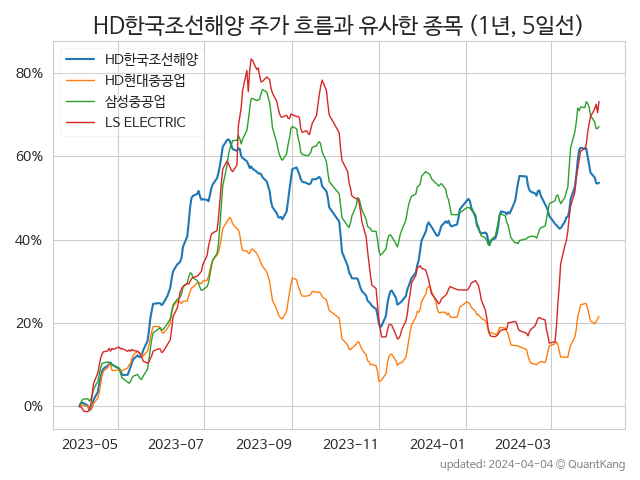 HD한국조선해양 주가 흐름과 유사한 종목 (1년, 5일선)
HD한국조선해양
HD현대중공업
삼성중공업
LS ELECTRIC
80%
60%
40%
20%
0%
2023-05 2023-07 2023-09 2023-11 2024-01 2024-03
updated: 2024-04-04 © QuantKang